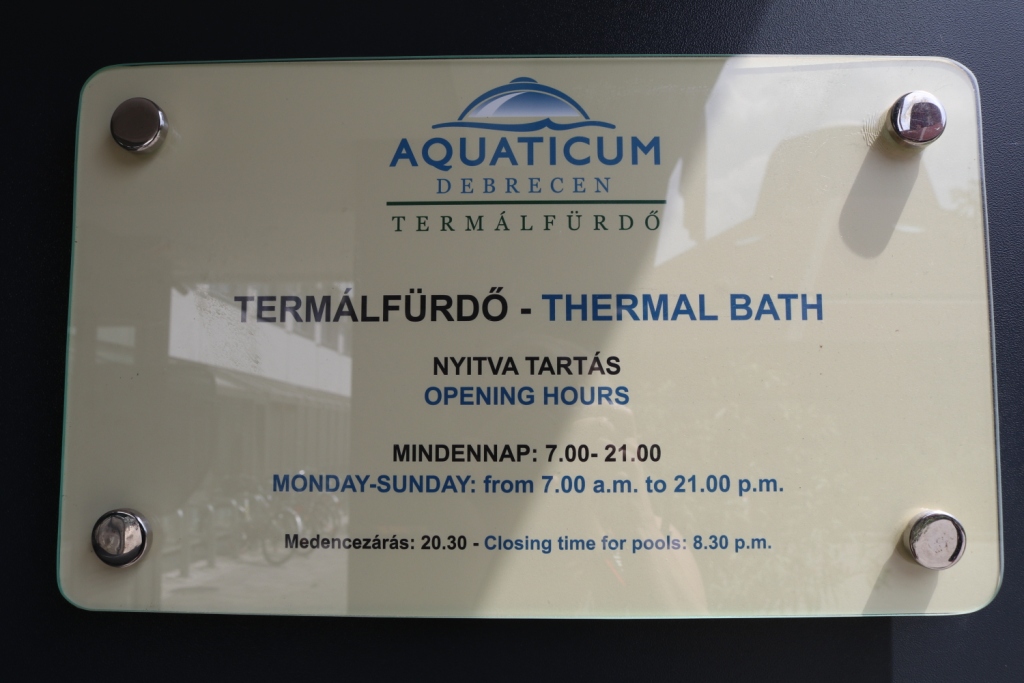 AQUATICUM
DEBRECEN
TERMÁLFÜRDŐ
TERMÁLFÜRDŐ - THERMAL BATH
NYITVA TARTÁS
OPENING HOURS
MINDENNAP: 7.00- 21.00
MONDAY-SUNDAY: from 7.00 a.m. to 21.00 p.m.
Medencezárás: 20.30 - Closing time for pools: 8.30 p.m.